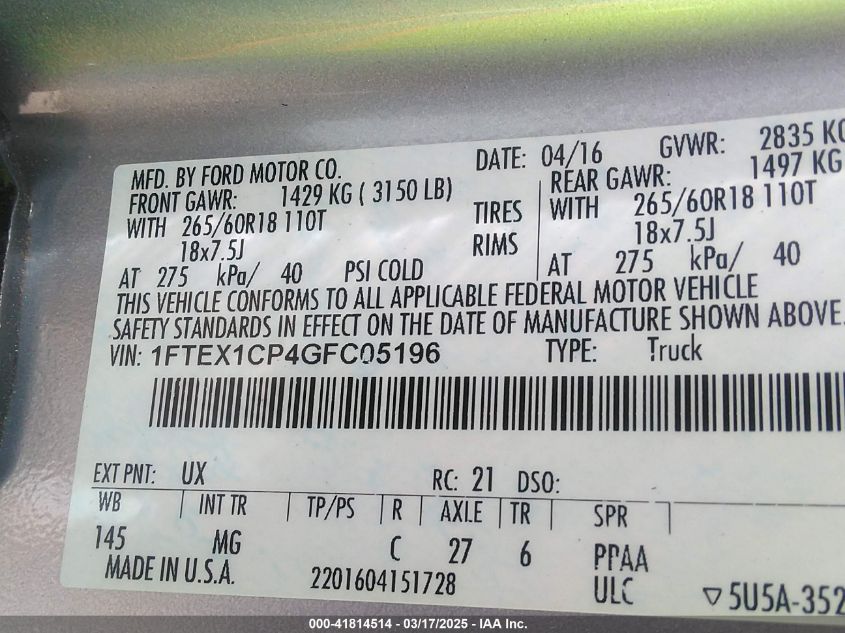 MFD. BY FORD MOTOR CO. DATE: 04/16 GVWR: 2835 KG
FRONT GAWR: 1429 KG ( 3150 LB) REAR GAWR: 1497 KG
WITH 265/60R18 110T TIRES WITH 265/60R18 110T
18x7.5J RIMS 18x7.5J
AT 275 kPa/ 40 PSI COLD AT 275 kPa/ 40
THIS VEHICLE CONFORMS TO ALL APPLICABLE FEDERAL MOTOR VEHICLE
SAFETY STANDARDS IN EFFECT ON THE DATE OF MANUFACTURE SHOWN ABOVE.
VIN: 1FTEX1CP4GFC05196 TYPE: Truck
EXT PNT: UX RC: 21 DSO:
WB INT TR TP/PS R AXLE TR SPR
145 MG C 27 6 PPAA
MADE IN U.S.A. 2201604151728 ULC ▽5U5A-352
000-41814514 — 03/17/2025 — IAA Inc.